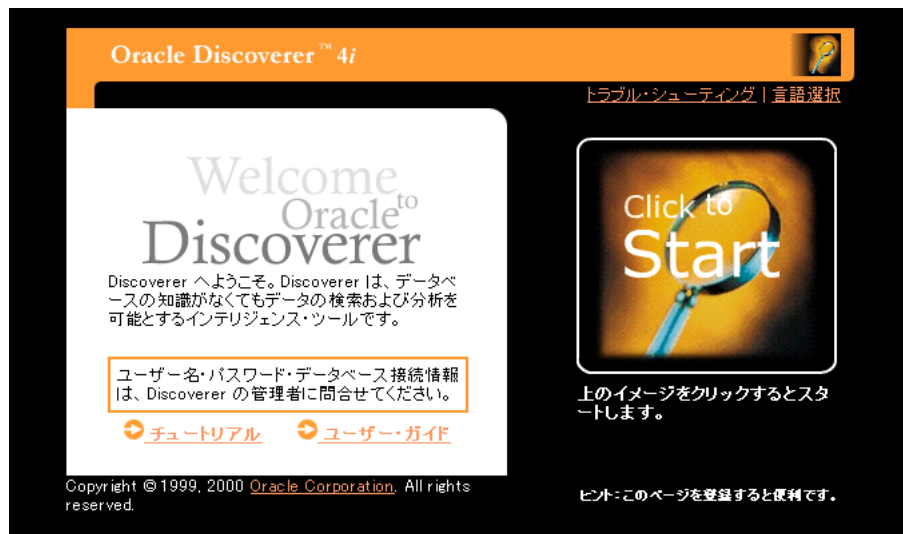 Oracle Discoverer™ 4i
トラブル・シューティング | 言語選択
Welcome
to
Oracle
Discoverer
Discoverer へようこそ。Discoverer は、データベ
ースの知識がなくてもデータの検索および分析を
可能とするインテリジェンス・ツールです。
ユーザー名・パスワード・データベース接続情報
は、Discoverer の管理者に問合せてください。
チュートリアル ユーザー・ガイド
Click to
Start
上のイメージをクリックするとスタ
ートします。
Copyright ©1999, 2000 Oracle Corporation. All rights
reserved.
ヒント:このページを登録すると便利です。